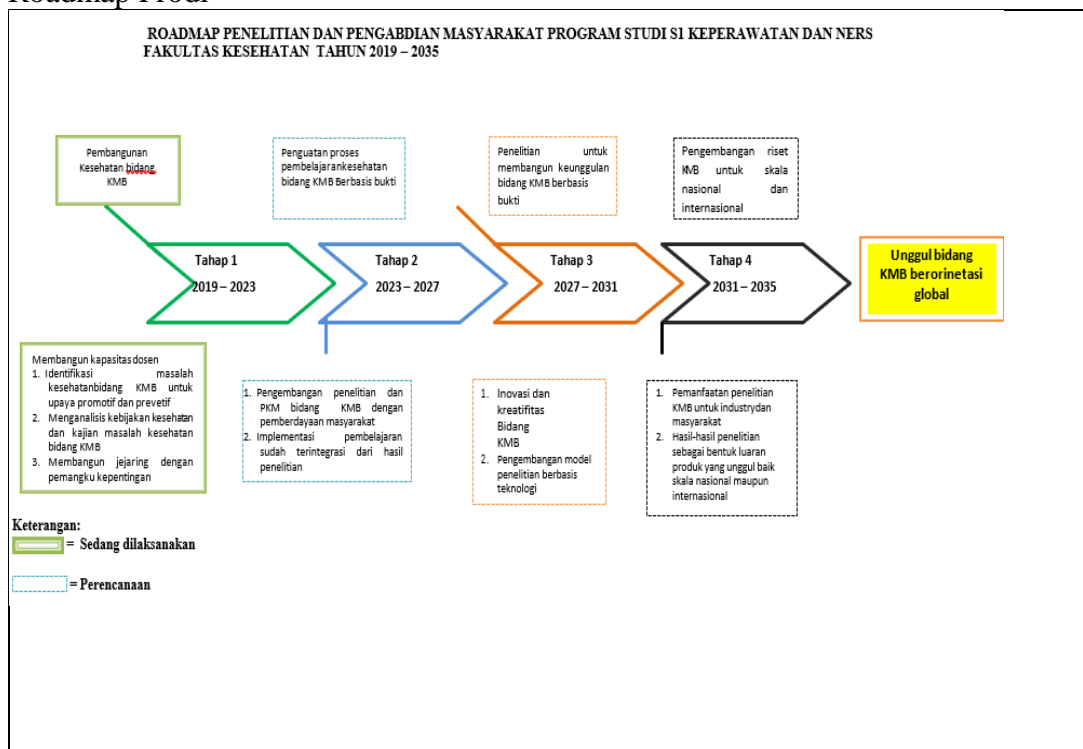 Roadmap Prodi
ROADMAP PENELITIAN DAN PENGABDIAN MASYARAKAT PROGRAM STUDI S1 KEPERAWATAN DAN NERS
FAKULTAS KESEHATAN TAHUN 2019 – 2035
Pembangunan
Kesehatan bidang
KMB
Penguatan proses
pembelajarankesehatan
bidang KMB Berbasis bukti
Penelitian untuk
membangun keunggulan
bidang KMB berbasis
bukti
Pengembangan riset
KMB untuk skala
nasional dan
internasional
Tahap 1
2019 – 2023
Tahap 2
2023 – 2027
Tahap 3
2027 – 2031
Tahap 4
2031 – 2035
Unggul bidang
KMB berorinetasi
global
Membangun kapasitas dosen
1. Identifikasi masalah
kesehatanbidang KMB untuk
upaya promotif dan prevetif
2. Menganalisis kebijakan kesehatan
dan kajian masalah kesehatan
bidang KMB
3. Membangun jejaring dengan
pemangku kepentingan
1. Pengembangan penelitian dan
PKM bidang KMB dengan
pemberdayaan masyarakat
2. Implementasi pembelajaran
sudah terintegrasi dari hasil
penelitian
1. Inovasi dan
kreatifitas
Bidang
KMB
2. Pengembangan model
penelitian berbasis
teknologi
1. Pemanfaatan penelitian
KMB untuk industrydan
masyarakat
2. Hasil-hasil penelitian
sebagai bentuk luaran
produk yang unggul baik
skala nasional maupun
internasional
Keterangan:
= Sedang dilaksanakan
= Perencanaan